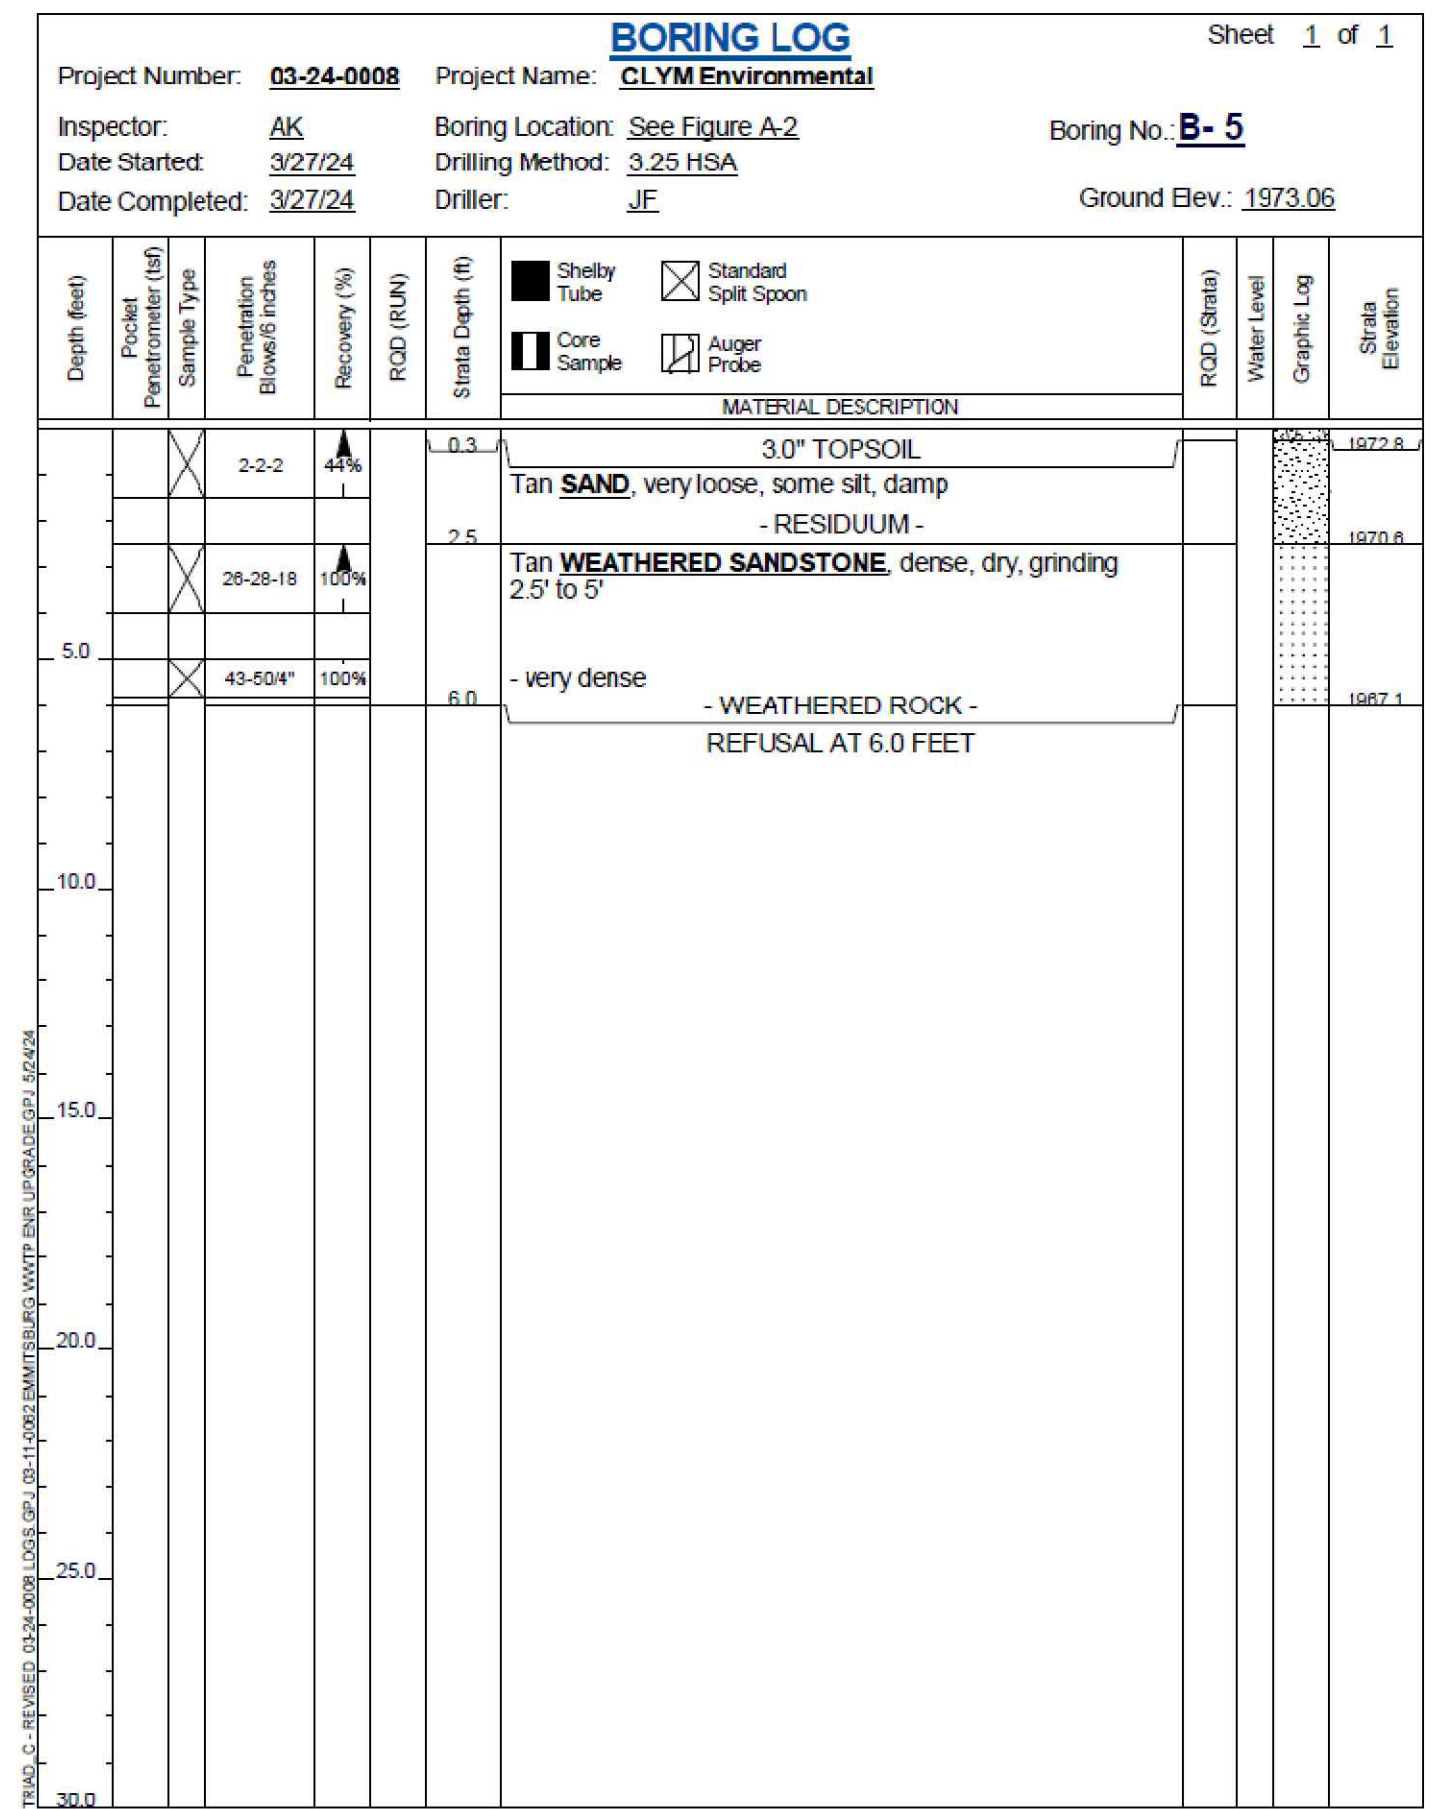 BORING LOG
Sheet 1 of 1
Project Number: 03-24-0008 Project Name: CLYM Environmental
Inspector: AK Boring Location: See Figure A-2 Boring No.: B- 5
Date Started: 3/27/24 Drilling Method: 3.25 HSA
Date Completed: 3/27/24 Driller: JF Ground Elev.: 1973.06
Depth (feet)
Pocket
Penetrometer (tsf)
Sample Type
Penetration
Blows/6 inches
Recovery (%)
RQD (RUN)
Strata Depth (ft)
Shelby
Tube
Standard
Split Spoon
Core
Sample
Auger
Probe
MATERIAL DESCRIPTION
RQD (Strata)
Water Level
Graphic Log
Strata
Elevation
0.3 3.0" TOPSOIL 1972.8
2-2-2 44% Tan SAND, very loose, some silt, damp
- RESIDUUM -
2.5 1970.6
Tan WEATHERED SANDSTONE, dense, dry, grinding
26-28-18 100% 2.5' to 5'
5.0
43-50/4" 100% - very dense
6.0 - WEATHERED ROCK - 1967.1
REFUSAL AT 6.0 FEET
10.0
15.0
20.0
25.0
30.0
TRIAD_C - REVISED 03-24-0008 LOGS.GPJ 03-11-0062 EMMITSBURG WWTP ENR UPGRADE.GPJ 5/24/24